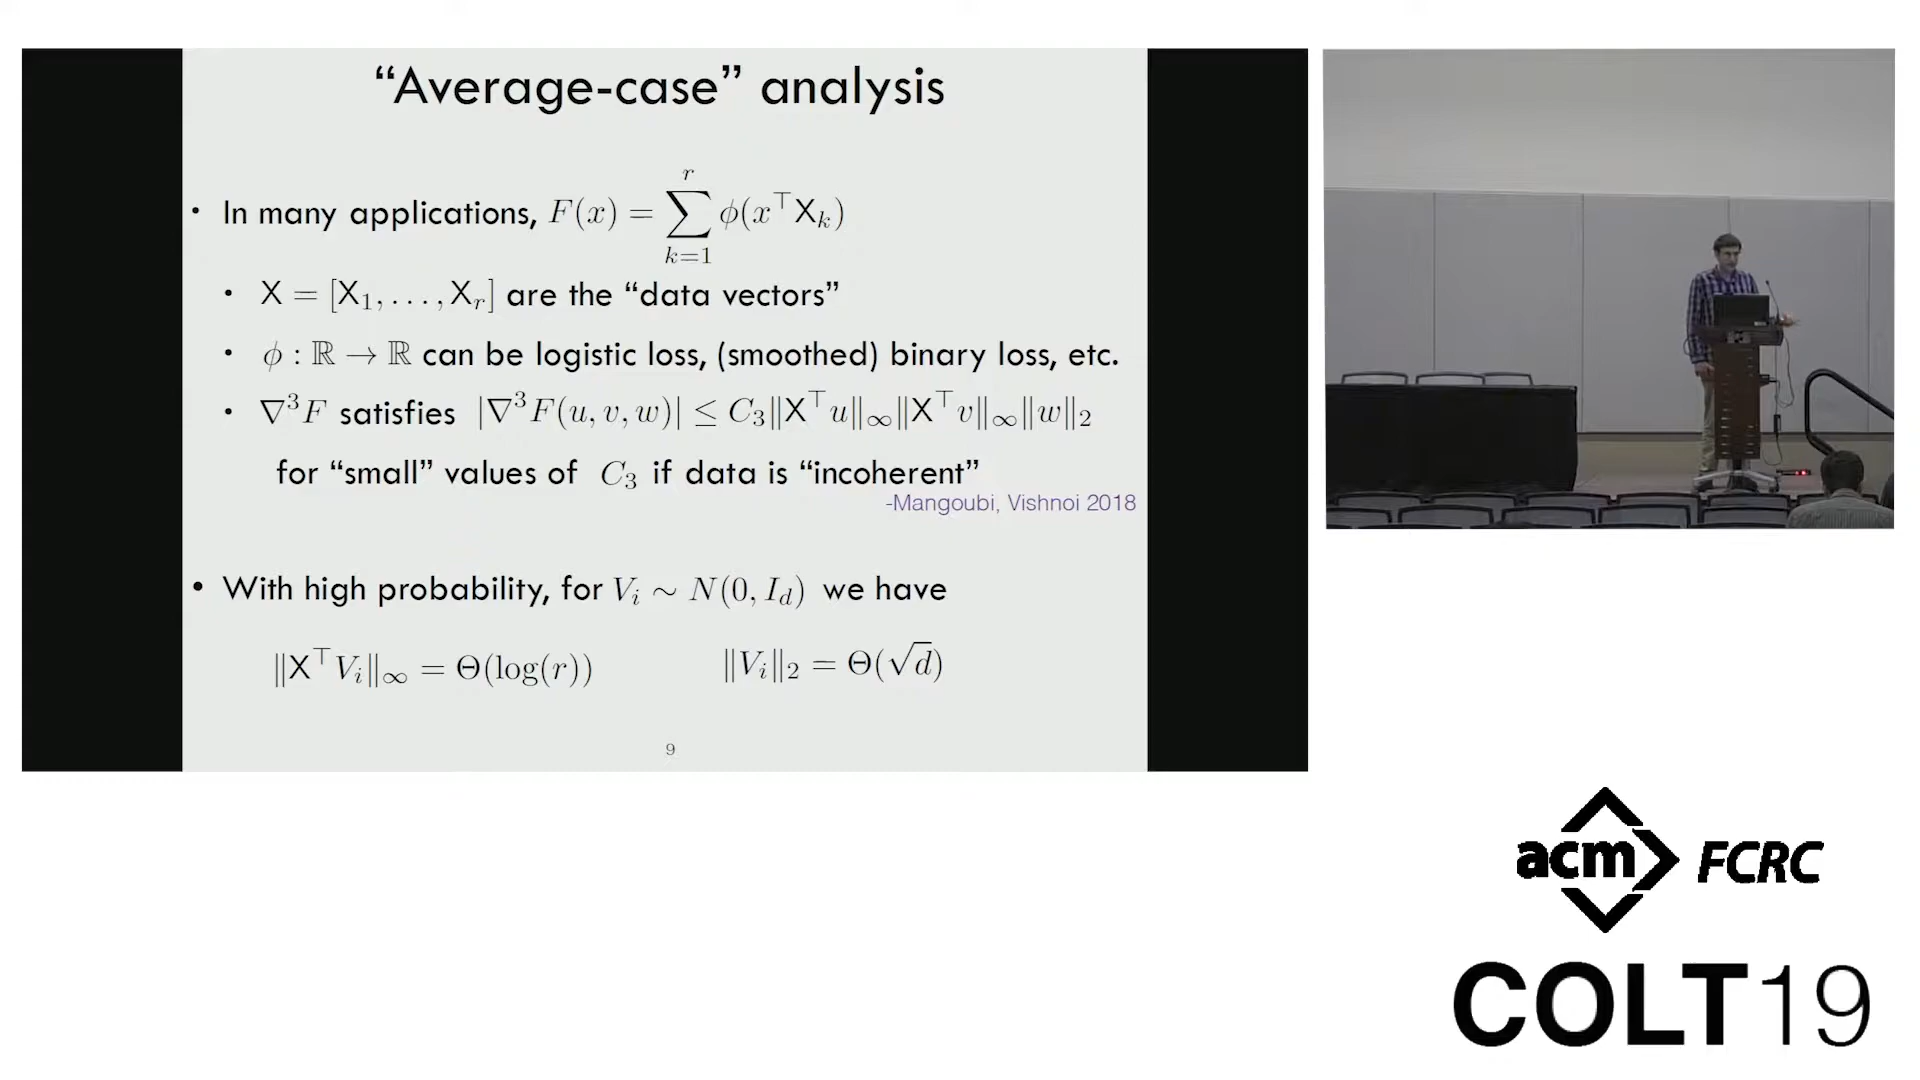 “Average-case” analysis
• In many applications, F(x) = ∑_{k=1}^{r} ϕ(x^⊤X_k)
• X = [X_1, . . . , X_r] are the “data vectors”
• ϕ : ℝ → ℝ can be logistic loss, (smoothed) binary loss, etc.
• ∇³F satisfies |∇³F(u, v, w)| ≤ C_3‖X^⊤u‖_∞‖X^⊤v‖_∞‖w‖_2
for “small” values of C_3 if data is “incoherent”
-Mangoubi, Vishnoi 2018
• With high probability, for V_i ∼ N(0, I_d) we have
‖X^⊤V_i‖_∞ = Θ(log(r)) ‖V_i‖_2 = Θ(√d)
9
acm FCRC
COLT19